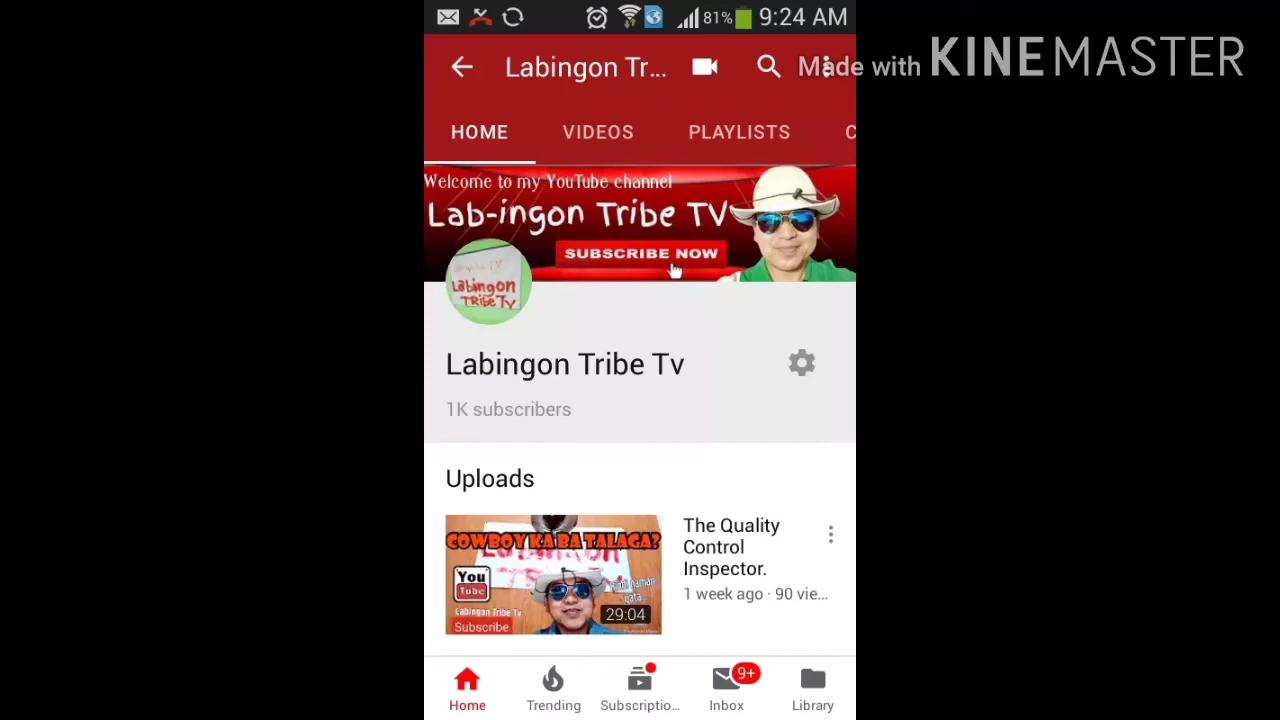 81% 9:24 AM
Labingon Tr...
Made with KINEMASTER
HOME VIDEOS PLAYLISTS C
Welcome to my YouTube channel
Lab-ingon Tribe TV
SUBSCRIBE NOW
Labingon
TRibe Tv
Labingon Tribe Tv
1K subscribers
Uploads
COWBOY KA BA TALAGA?
You
Tube
Labingon Tribe Tv
Subscribe
29:04
The Quality
Control
Inspector.
1 week ago · 90 vie...
9+
Home Trending Subscriptio... Inbox Library